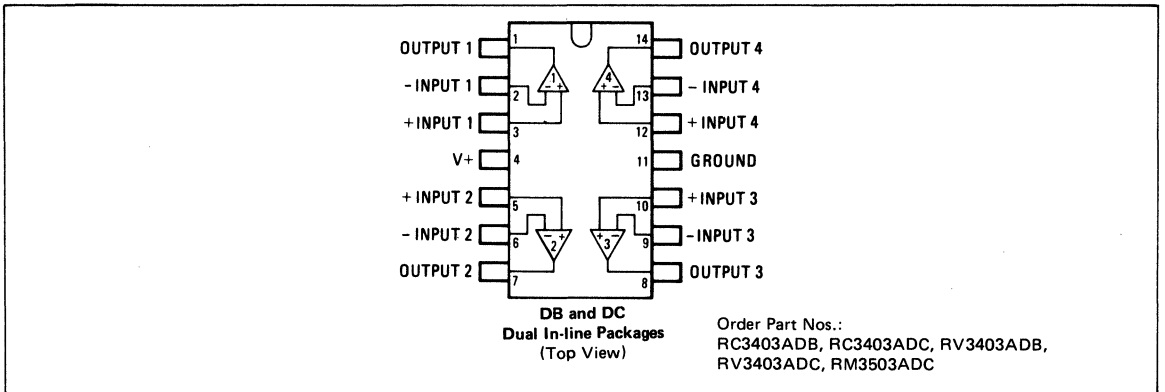 OUTPUT 1 1 14 OUTPUT 4
1 4
- INPUT 1 - + + - - INPUT 4
2 13
+ INPUT 1 + INPUT 4
3 12
V+ 4 11 GROUND
+ INPUT 2 + INPUT 3
5 10
- INPUT 2 - + + - - INPUT 3
6 2 3 9
OUTPUT 2 OUTPUT 3
7 8
DB and DC
Dual In-line Packages
(Top View)
Order Part Nos.:
RC3403ADB, RC3403ADC, RV3403ADB,
RV3403ADC, RM3503ADC